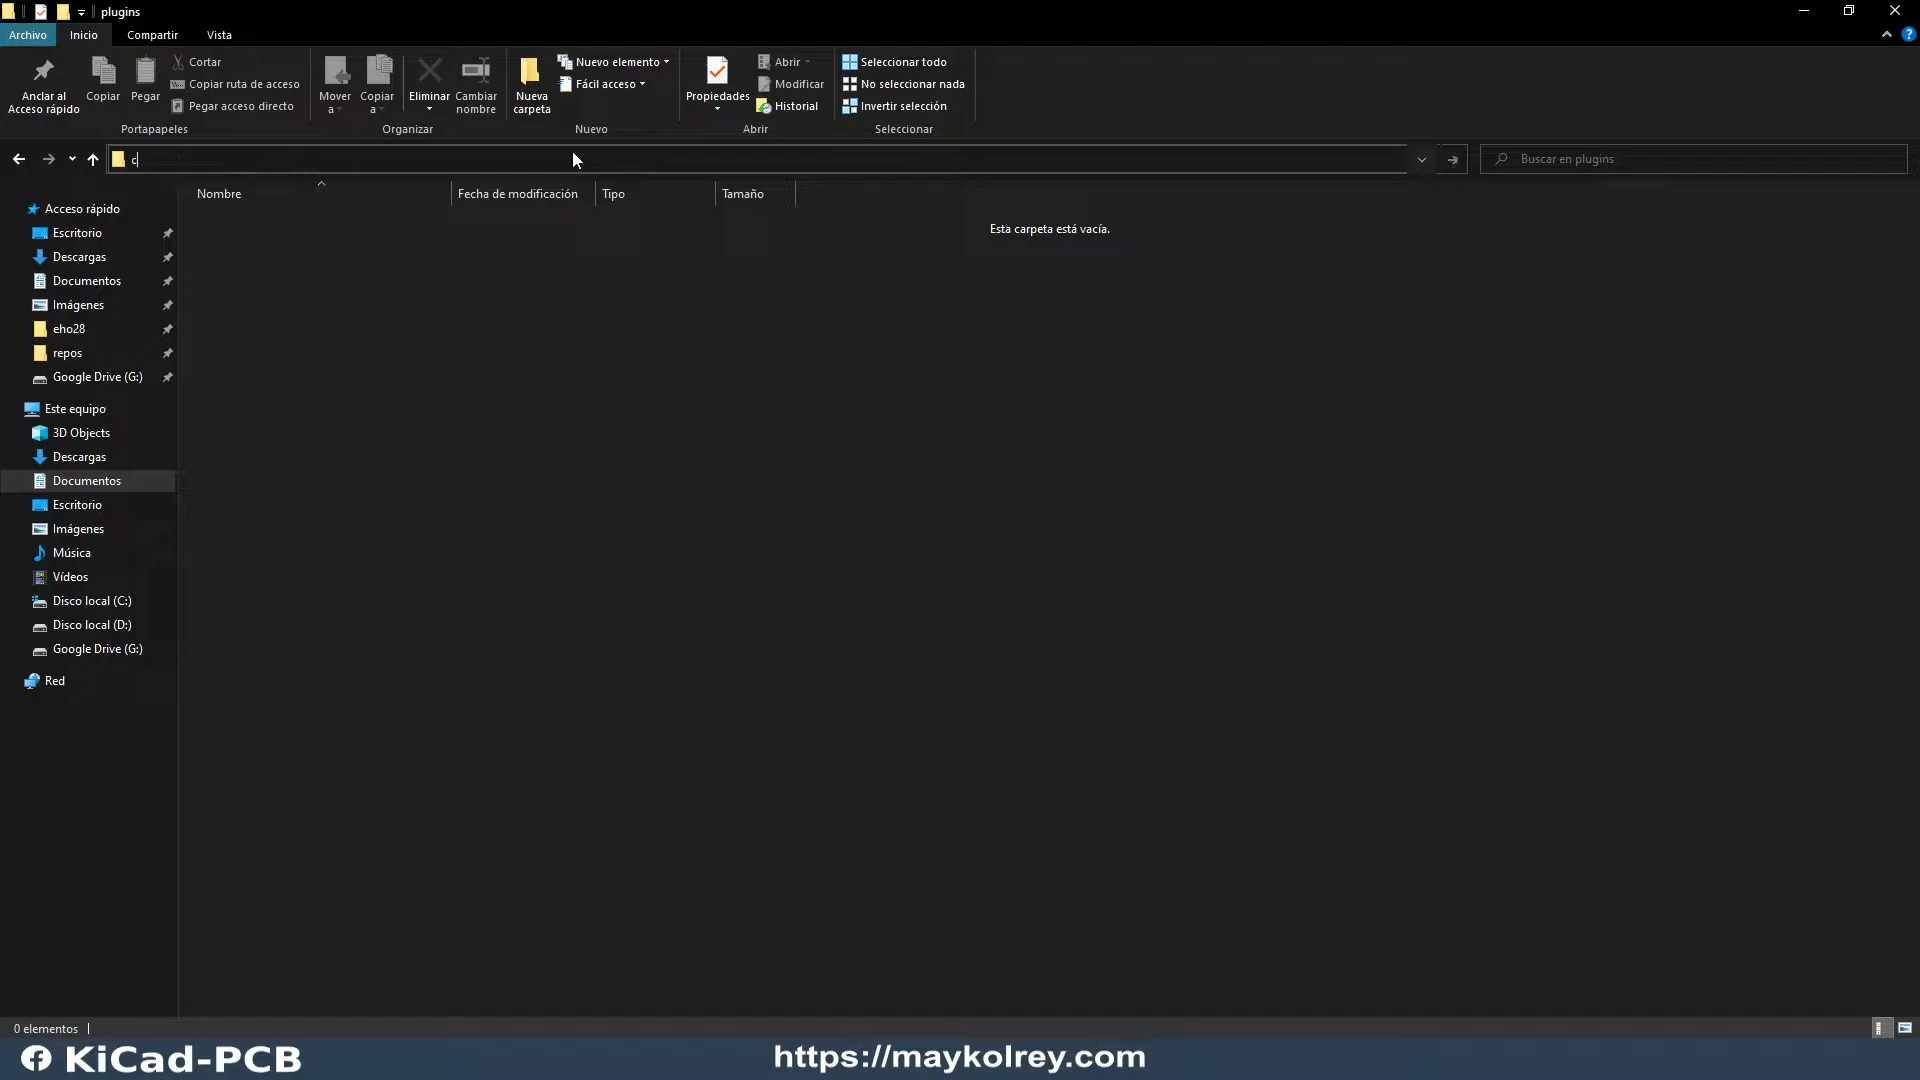 plugins
Archivo Inicio Compartir Vista
Anclar al
Acceso rápido
Copiar
Pegar
Cortar
Copiar ruta de acceso
Pegar acceso directo
Portapapeles
Mover
a
Copiar
a
Eliminar
Cambiar
nombre
Organizar
Nueva
carpeta
Nuevo elemento
Fácil acceso
Nuevo
Propiedades
Abrir
Modificar
Historial
Abrir
Seleccionar todo
No seleccionar nada
Invertir selección
Seleccionar
c
Buscar en plugins
Nombre Fecha de modificación Tipo Tamaño
Esta carpeta está vacía.
Acceso rápido
Escritorio
Descargas
Documentos
Imágenes
eho28
repos
Google Drive (G:)
Este equipo
3D Objects
Descargas
Documentos
Escritorio
Imágenes
Música
Vídeos
Disco local (C:)
Disco local (D:)
Google Drive (G:)
Red
0 elementos
KiCad-PCB
https://maykolrey.com